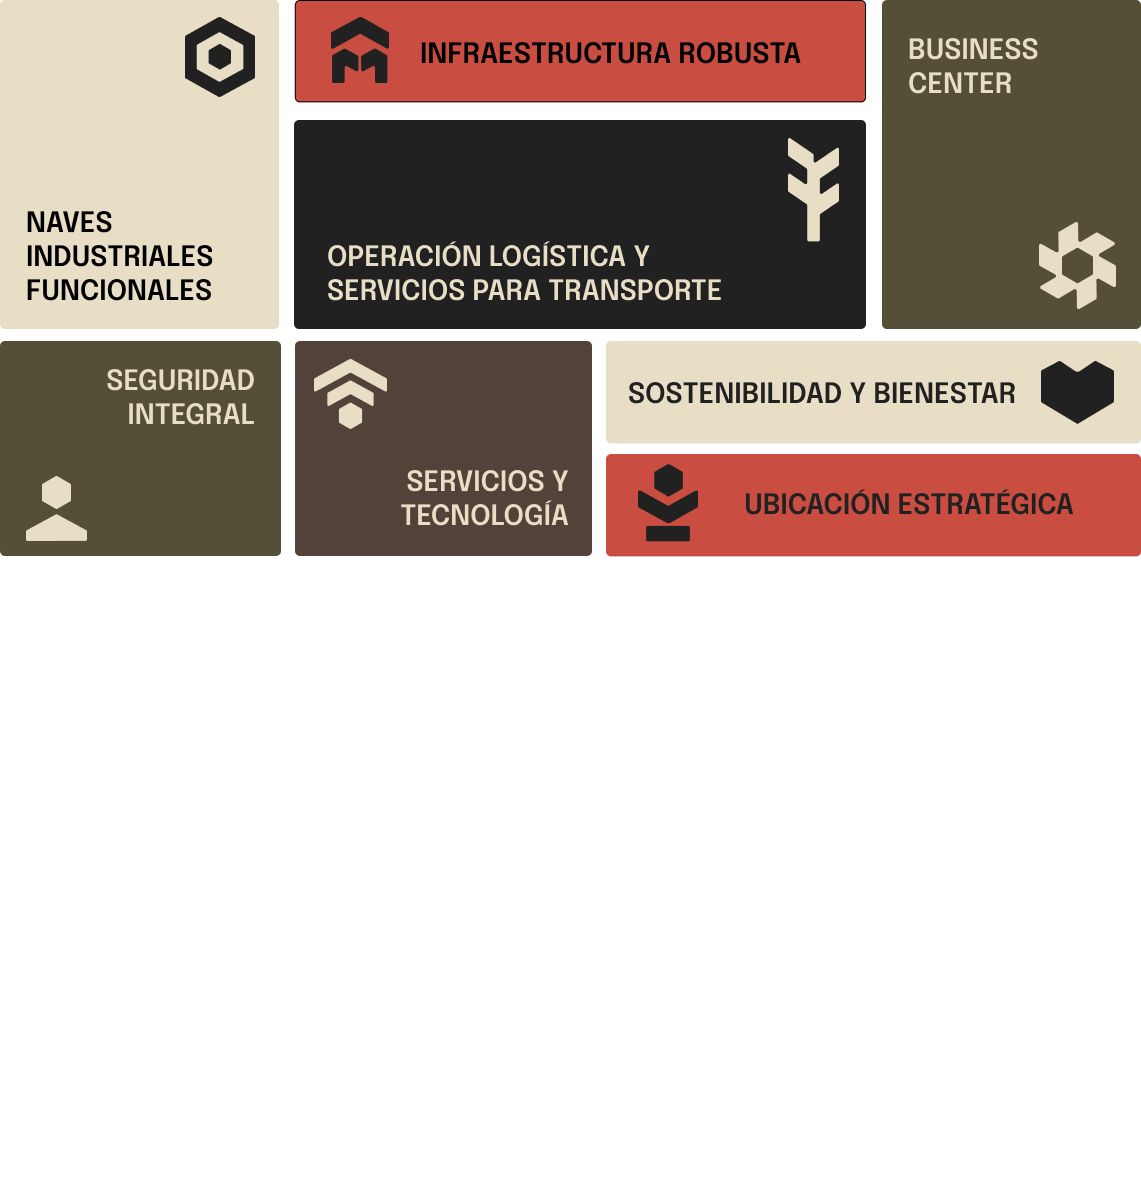 NAVES
INDUSTRIALES
FUNCIONALES
INFRAESTRUCTURA ROBUSTA
OPERACIÓN LOGÍSTICA Y
SERVICIOS PARA TRANSPORTE
BUSINESS
CENTER
SEGURIDAD
INTEGRAL
SERVICIOS Y
TECNOLOGÍA
SOSTENIBILIDAD Y BIENESTAR
UBICACIÓN ESTRATÉGICA